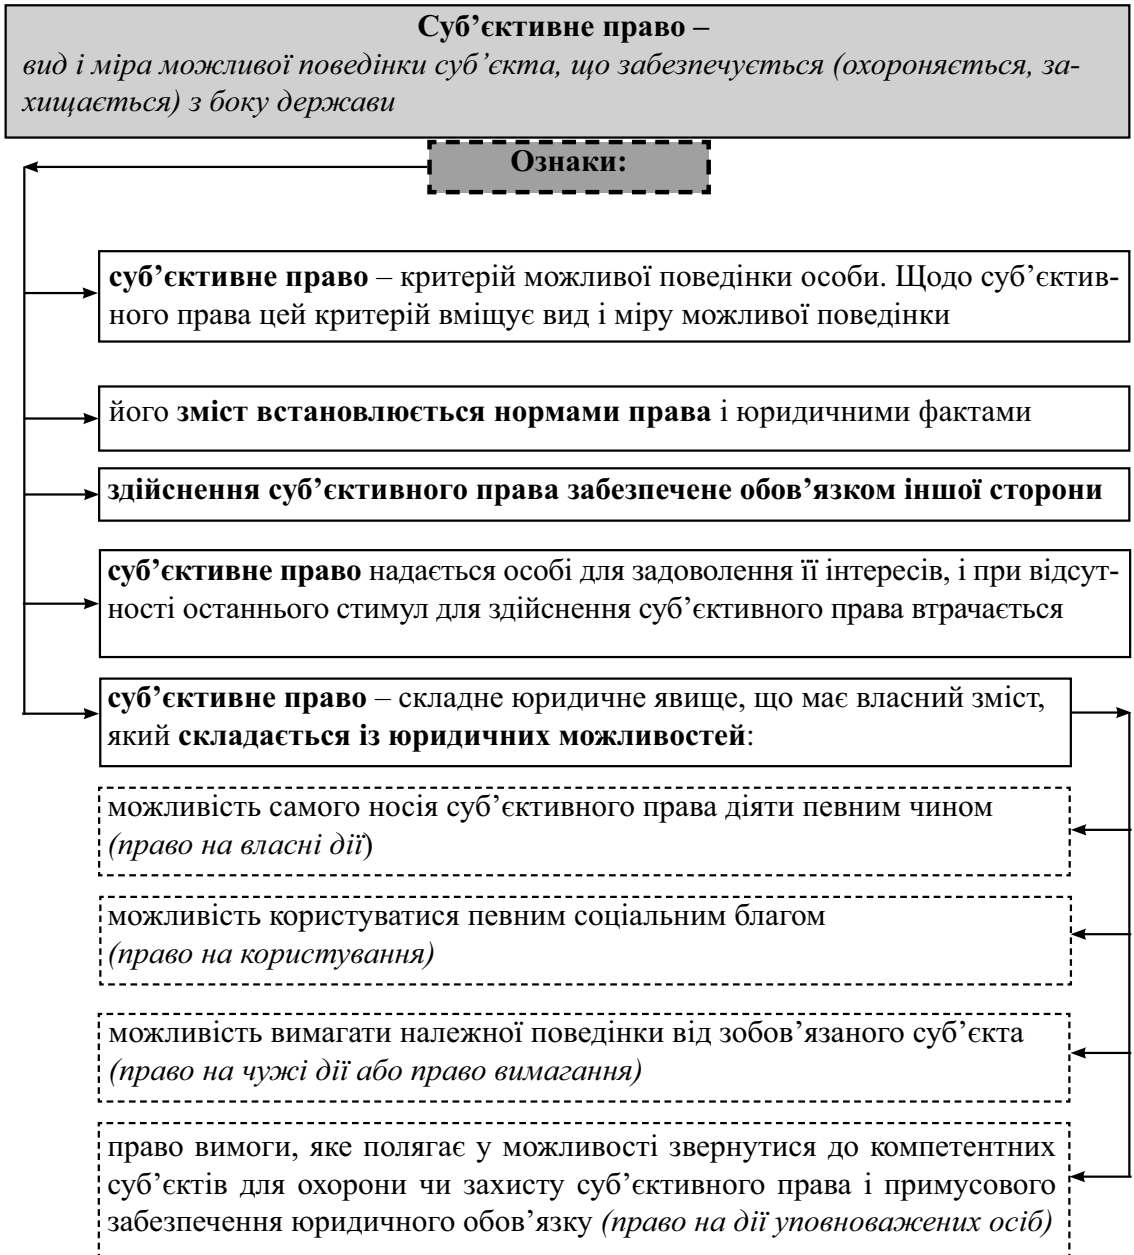 Суб’єктивне право –
вид і міра можливої поведінки суб’єкта, що забезпечується (охороняється, за-
хищається) з боку держави
Ознаки:
суб’єктивне право – критерій можливої поведінки особи. Щодо суб’єктив-
ного права цей критерій вміщує вид і міру можливої поведінки
його зміст встановлюється нормами права і юридичними фактами
здійснення суб’єктивного права забезпечене обов’язком іншої сторони
суб’єктивне право надається особі для задоволення її інтересів, і при відсут-
ності останнього стимул для здійснення суб’єктивного права втрачається
суб’єктивне право – складне юридичне явище, що має власний зміст,
який складається із юридичних можливостей:
можливість самого носія суб’єктивного права діяти певним чином
(право на власні дії)
можливість користуватися певним соціальним благом
(право на користування)
можливість вимагати належної поведінки від зобов’язаного суб’єкта
(право на чужі дії або право вимагання)
право вимоги, яке полягає у можливості звернутися до компетентних
суб’єктів для охорони чи захисту суб’єктивного права і примусового
забезпечення юридичного обов’язку (право на дії уповноважених осіб)